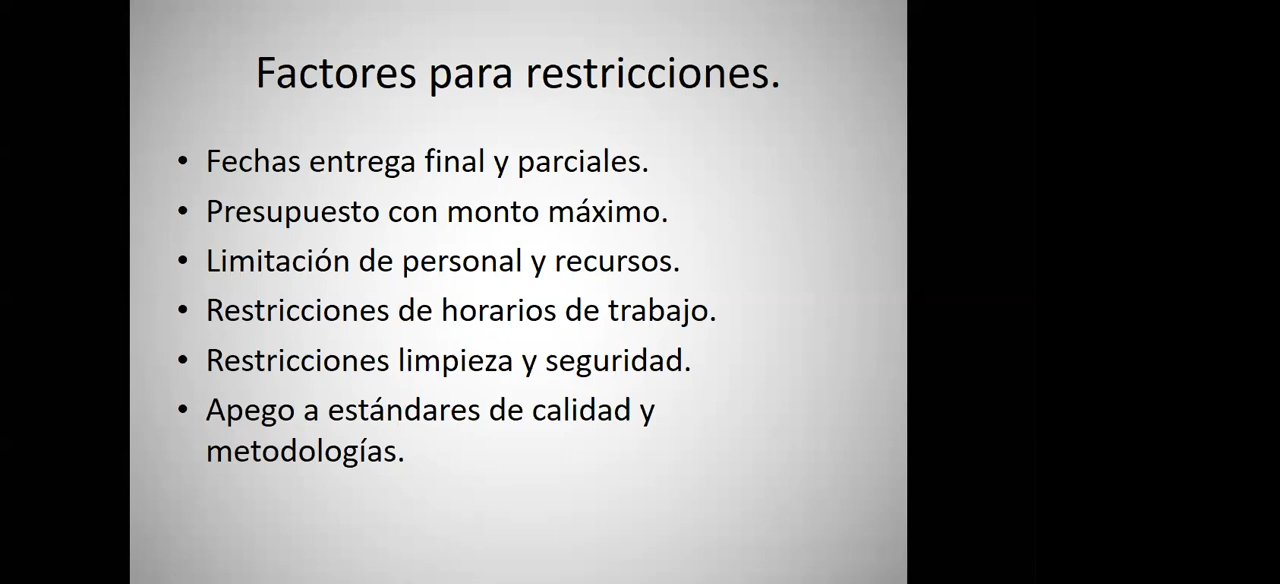 Factores para restricciones.
• Fechas entrega final y parciales.
• Presupuesto con monto máximo.
• Limitación de personal y recursos.
• Restricciones de horarios de trabajo.
• Restricciones limpieza y seguridad.
• Apego a estándares de calidad y
metodologías.